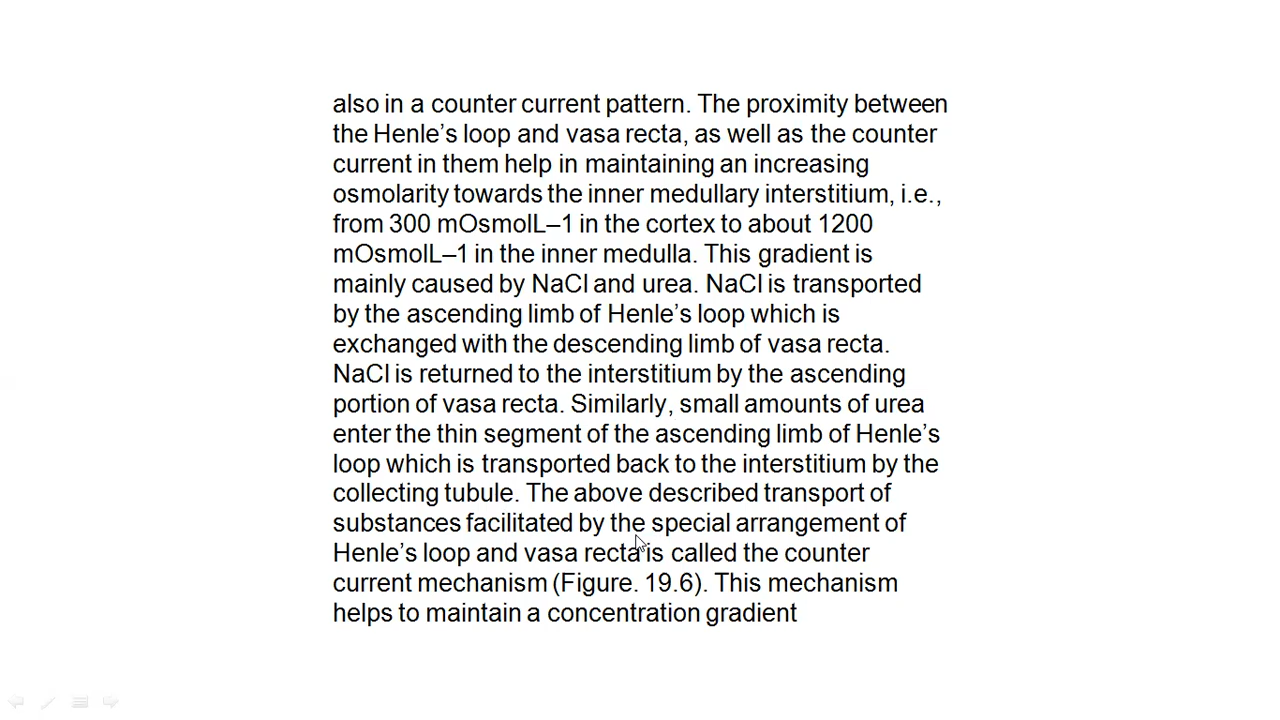 also in a counter current pattern. The proximity between
the Henle’s loop and vasa recta, as well as the counter
current in them help in maintaining an increasing
osmolarity towards the inner medullary interstitium, i.e.,
from 300 mOsmolL–1 in the cortex to about 1200
mOsmolL–1 in the inner medulla. This gradient is
mainly caused by NaCl and urea. NaCl is transported
by the ascending limb of Henle’s loop which is
exchanged with the descending limb of vasa recta.
NaCl is returned to the interstitium by the ascending
portion of vasa recta. Similarly, small amounts of urea
enter the thin segment of the ascending limb of Henle’s
loop which is transported back to the interstitium by the
collecting tubule. The above described transport of
substances facilitated by the special arrangement of
Henle’s loop and vasa recta is called the counter
current mechanism (Figure. 19.6). This mechanism
helps to maintain a concentration gradient